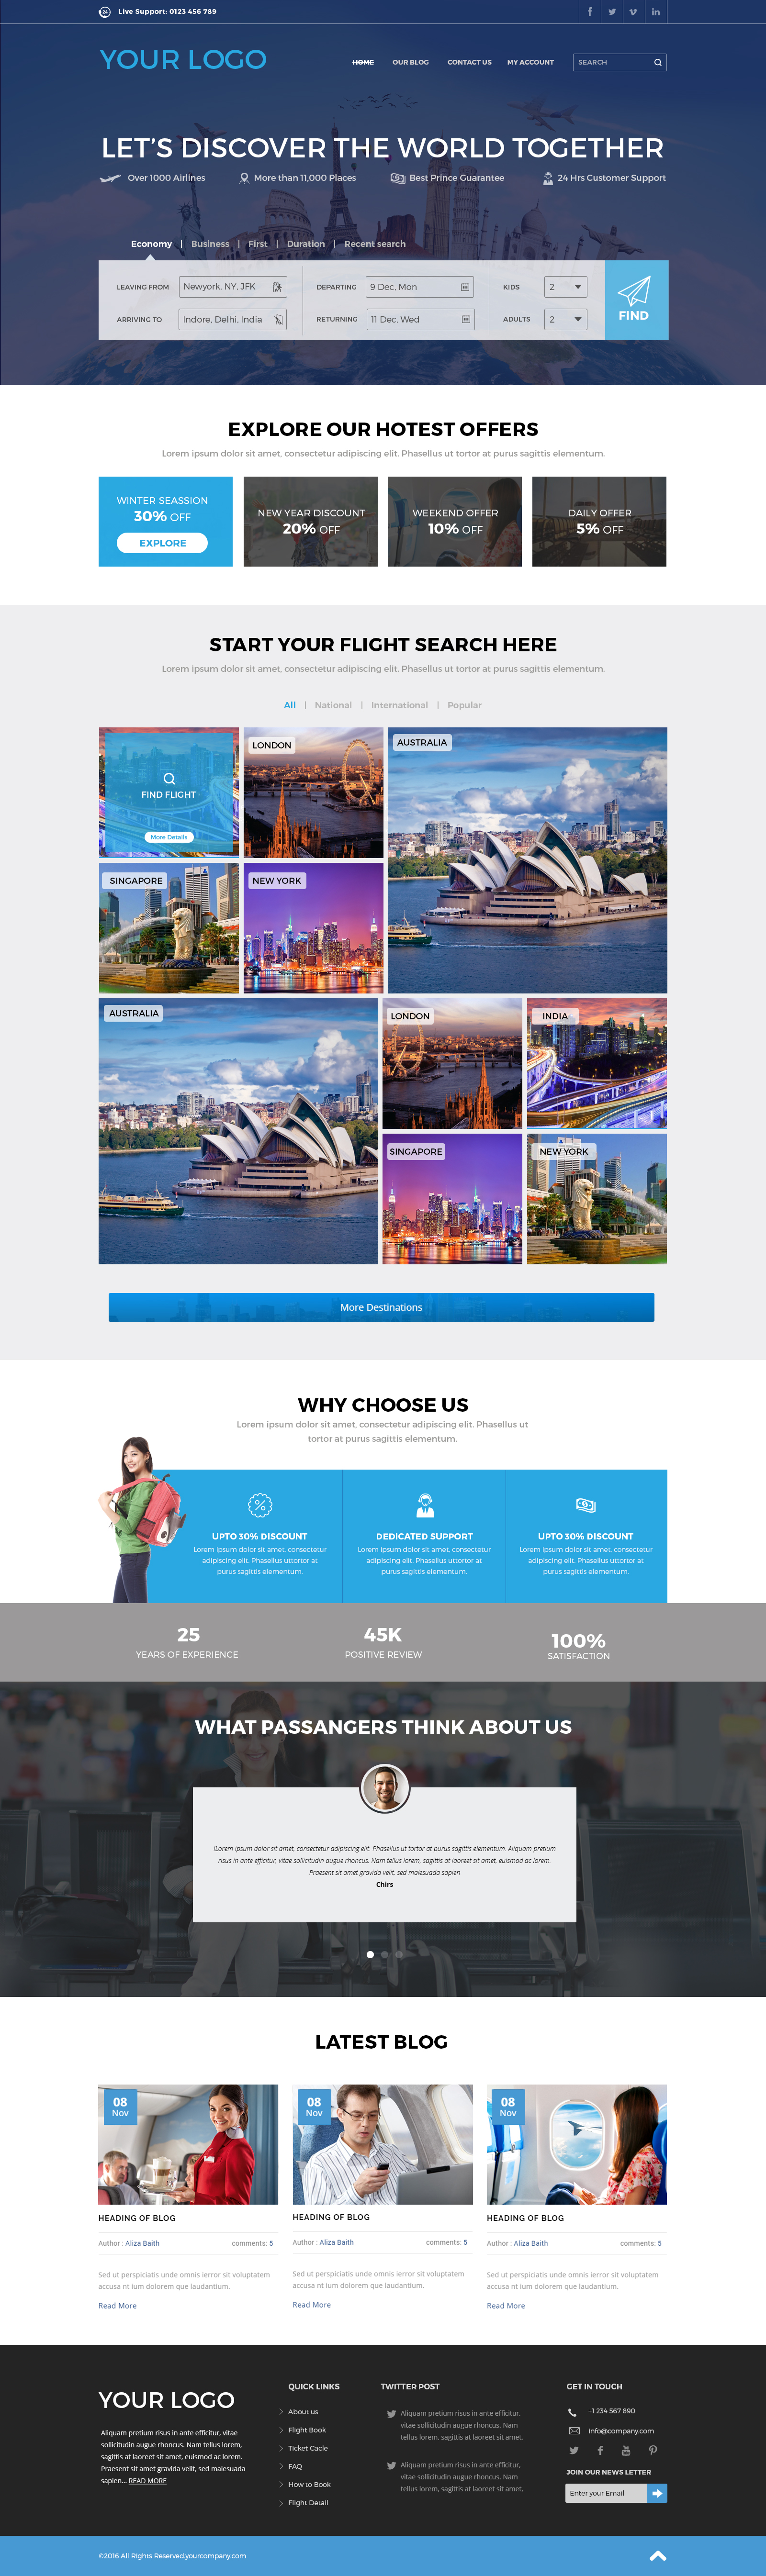 Live Support: 0123 456 789
YOUR LOGO
HOME OUR BLOG CONTACT US MY ACCOUNT SEARCH
LET'S DISCOVER THE WORLD TOGETHER
Over 1000 Airlines More than 11,000 Places Best Prince Guarantee 24 Hrs Customer Support
Economy | Business | First | Duration | Recent search
LEAVING FROM Newyork, NY, JFK DEPARTING 9 Dec, Mon KIDS 2
ARRIVING TO Indore, Delhi, India RETURNING 11 Dec, Wed ADULTS 2
FIND
EXPLORE OUR HOTEST OFFERS
Lorem ipsum dolor sit amet, consectetur adipiscing elit. Phasellus ut tortor at purus sagittis elementum.
WINTER SEASSION
30% OFF
EXPLORE
NEW YEAR DISCOUNT
20% OFF
WEEKEND OFFER
10% OFF
DAILY OFFER
5% OFF
START YOUR FLIGHT SEARCH HERE
Lorem ipsum dolor sit amet, consectetur adipiscing elit. Phasellus ut tortor at purus sagittis elementum.
All | National | International | Popular
FIND FLIGHT
More Details
LONDON
AUSTRALIA
SINGAPORE
NEW YORK
AUSTRALIA
LONDON
INDIA
SINGAPORE
NEW YORK
More Destinations
WHY CHOOSE US
Lorem ipsum dolor sit amet, consectetur adipiscing elit. Phasellus ut
tortor at purus sagittis elementum.
UPTO 30% DISCOUNT
Lorem ipsum dolor sit amet, consectetur
adipiscing elit. Phasellus uttortor at
purus sagittis elementum.
DEDICATED SUPPORT
Lorem ipsum dolor sit amet, consectetur
adipiscing elit. Phasellus uttortor at
purus sagittis elementum.
UPTO 30% DISCOUNT
Lorem ipsum dolor sit amet, consectetur
adipiscing elit. Phasellus uttortor at
purus sagittis elementum.
25
YEARS OF EXPERIENCE
45K
POSITIVE REVIEW
100%
SATISFACTION
WHAT PASSANGERS THINK ABOUT US
lLorem ipsum dolor sit amet, consectetur adipiscing elit. Phasellus ut tortor at purus sagittis elementum. Aliquam pretium
risus in ante efficitur, vitae sollicitudin augue rhoncus. Nam tellus lorem, sagittis at laoreet sit amet, euismod ac lorem.
Praesent sit amet gravida velit, sed malesuada sapien
Chirs
LATEST BLOG
08
Nov
HEADING OF BLOG
Author : Aliza Baith comments: 5
Sed ut perspiciatis unde omnis ierror sit voluptatem
accusa nt ium dolorem que laudantium.
Read More
08
Nov
HEADING OF BLOG
Author : Aliza Baith comments: 5
Sed ut perspiciatis unde omnis ierror sit voluptatem
accusa nt ium dolorem que laudantium.
Read More
08
Nov
HEADING OF BLOG
Author : Aliza Baith comments: 5
Sed ut perspiciatis unde omnis ierror sit voluptatem
accusa nt ium dolorem que laudantium.
Read More
YOUR LOGO
Aliquam pretium risus in ante efficitur, vitae
sollicitudin augue rhoncus. Nam tellus lorem,
sagittis at laoreet sit amet, euismod ac lorem.
Praesent sit amet gravida velit, sed malesuada
sapien... READ MORE
QUICK LINKS
About us
Flight Book
Ticket Cacle
FAQ
How to Book
Flight Detail
TWITTER POST
Aliquam pretium risus in ante efficitur,
vitae sollicitudin augue rhoncus. Nam
tellus lorem, sagittis at laoreet sit amet,
Aliquam pretium risus in ante efficitur,
vitae sollicitudin augue rhoncus. Nam
tellus lorem, sagittis at laoreet sit amet,
GET IN TOUCH
+1 234 567 890
info@company.com
JOIN OUR NEWS LETTER
Enter your Email
©2016 All Rights Reserved.yourcompany.com